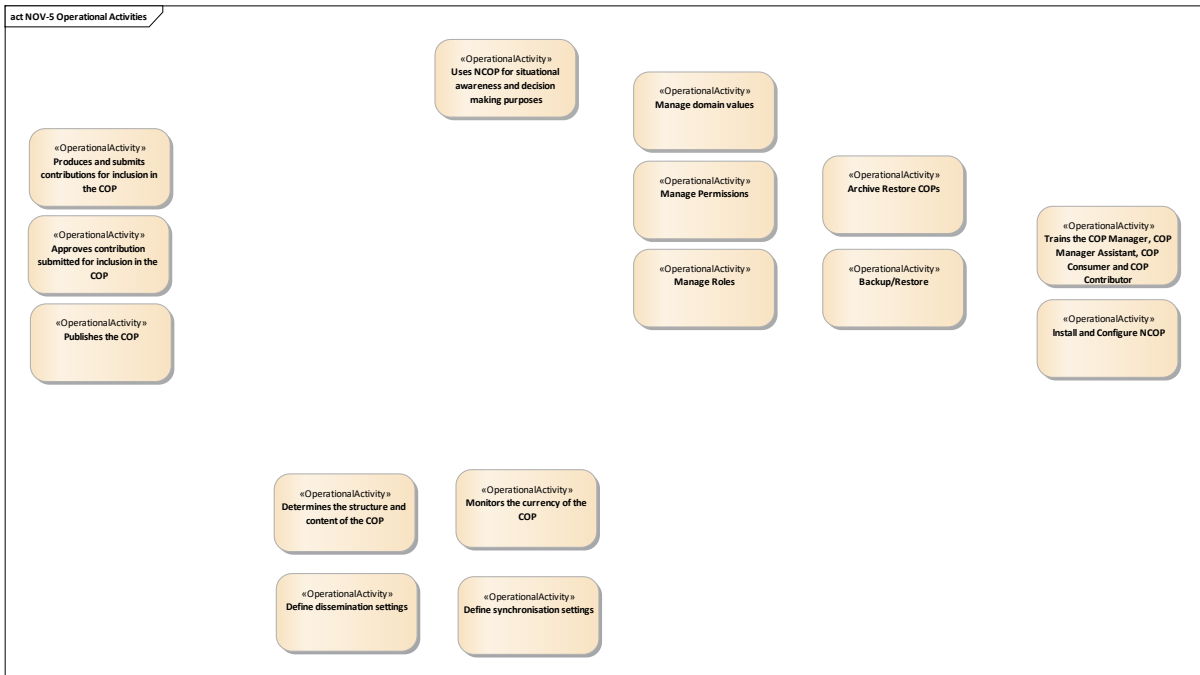 act NOV-5 Operational Activities
«OperationalActivity»
Uses NCOP for situational
awareness and decision
making purposes
«OperationalActivity»
Manage domain values
«OperationalActivity»
Produces and submits
contributions for inclusion in
the COP
«OperationalActivity»
Manage Permissions
«OperationalActivity»
Archive Restore COPs
«OperationalActivity»
Approves contribution
submitted for inclusion in the
COP
«OperationalActivity»
Trains the COP Manager, COP
Manager Assistant, COP
Consumer and COP
Contributor
«OperationalActivity»
Manage Roles
«OperationalActivity»
Backup/Restore
«OperationalActivity»
Publishes the COP
«OperationalActivity»
Install and Configure NCOP
«OperationalActivity»
Determines the structure and
content of the COP
«OperationalActivity»
Monitors the currency of the
COP
«OperationalActivity»
Define dissemination settings
«OperationalActivity»
Define synchronisation settings